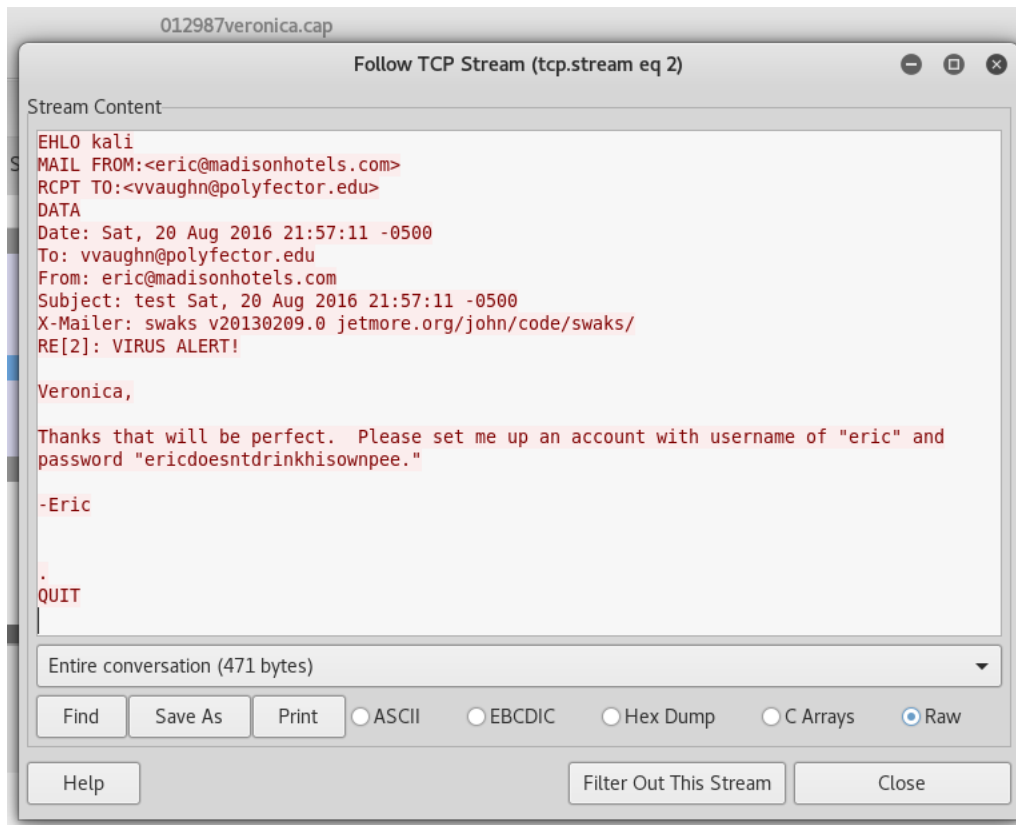 012987veronica.cap
Follow TCP Stream (tcp.stream eq 2)
Stream Content
EHLO kali
MAIL FROM:<eric@madisonhotels.com>
RCPT TO:<vvaughn@polyfector.edu>
DATA
Date: Sat, 20 Aug 2016 21:57:11 -0500
To: vvaughn@polyfector.edu
From: eric@madisonhotels.com
Subject: test Sat, 20 Aug 2016 21:57:11 -0500
X-Mailer: swaks v20130209.0 jetmore.org/john/code/swaks/
RE[2]: VIRUS ALERT!
Veronica,
Thanks that will be perfect.  Please set me up an account with username of "eric" and
password "ericdoesntdrinkhisownpee."
-Eric
.
QUIT
Entire conversation (471 bytes)
Find Save As Print ASCII EBCDIC Hex Dump C Arrays Raw
Help Filter Out This Stream Close